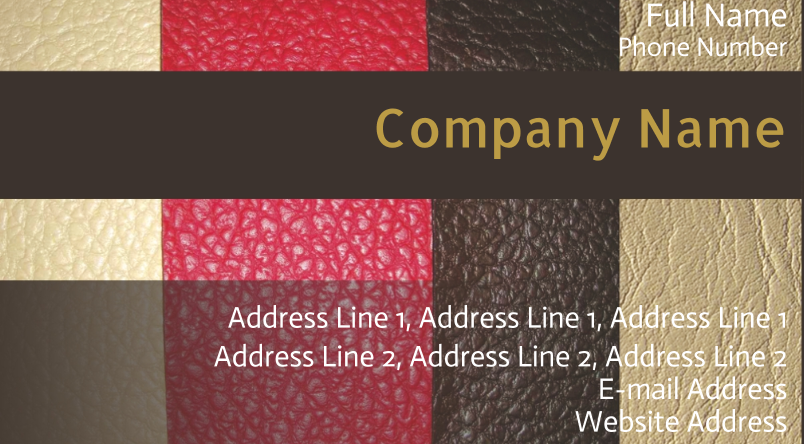 Full Name
Phone Number
Company Name
Address Line 1, Address Line 1, Address Line 1
Address Line 2, Address Line 2, Address Line 2
E-mail Address
Website Address